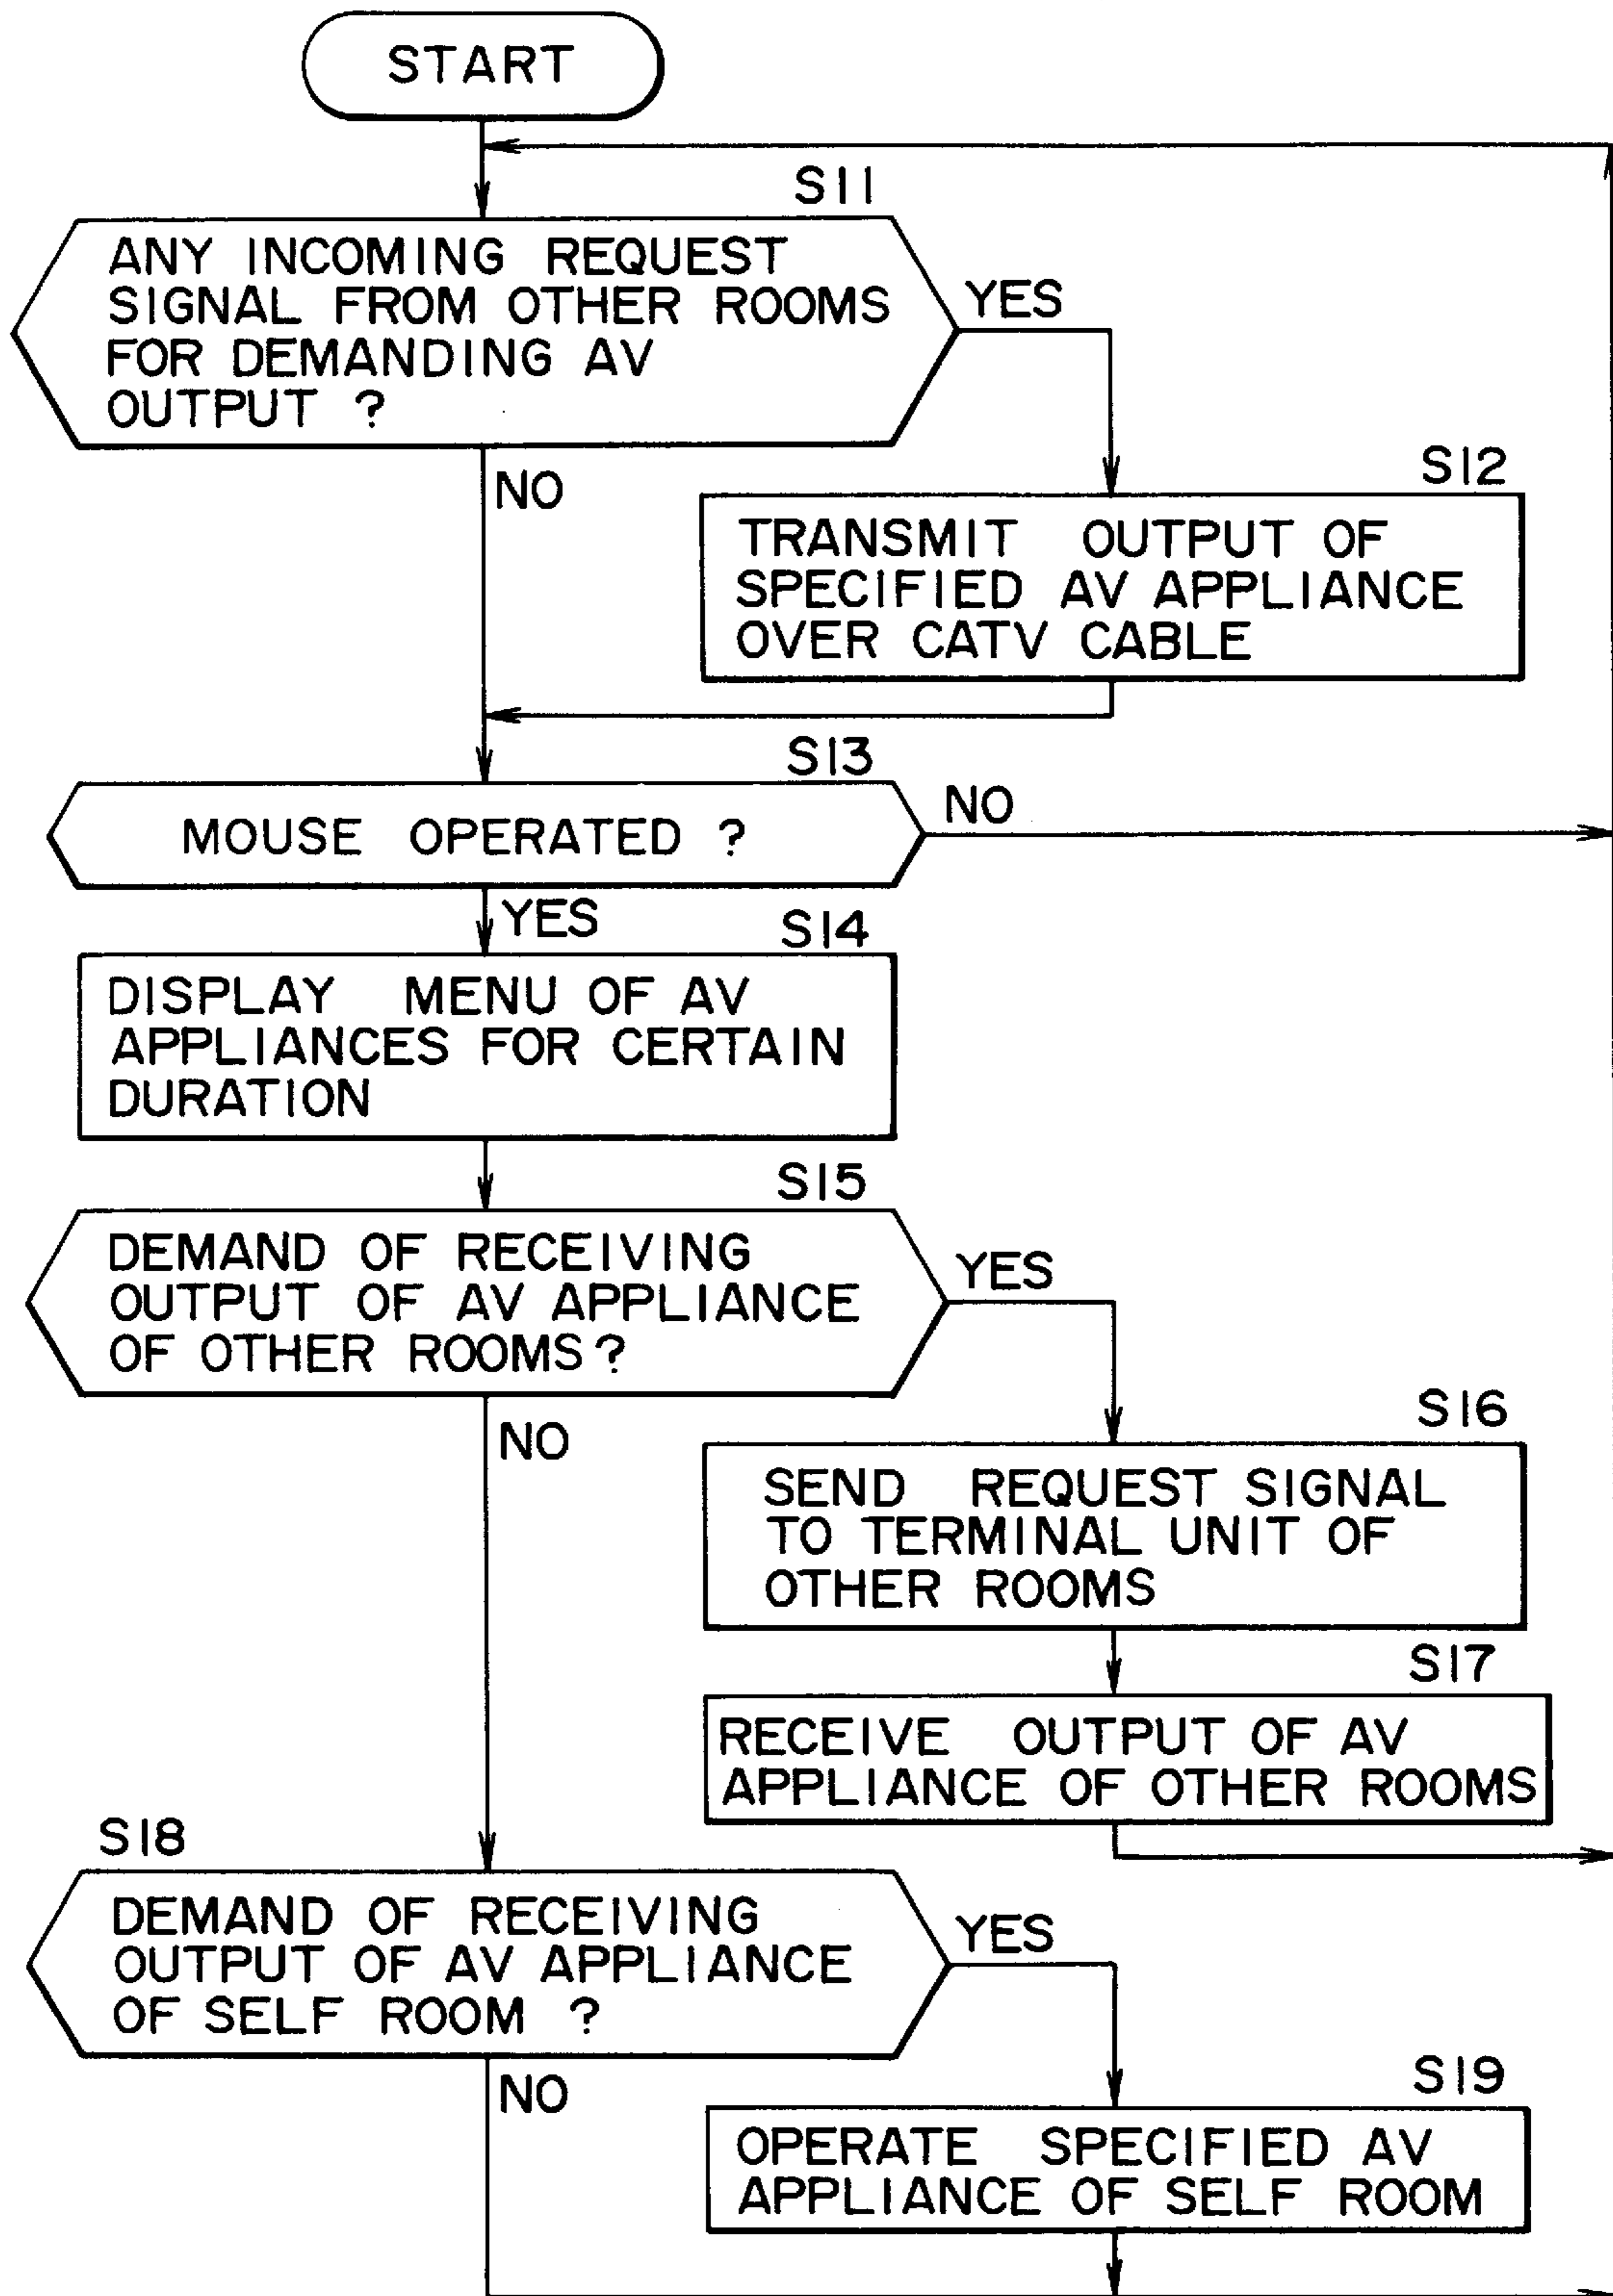 START
S11
ANY INCOMING REQUEST
SIGNAL FROM OTHER ROOMS
FOR DEMANDING AV
OUTPUT ?
YES
NO
S12
TRANSMIT OUTPUT OF
SPECIFIED AV APPLIANCE
OVER CATV CABLE
S13
MOUSE OPERATED ?
NO
YES
S14
DISPLAY MENU OF AV
APPLIANCES FOR CERTAIN
DURATION
S15
DEMAND OF RECEIVING
OUTPUT OF AV APPLIANCE
OF OTHER ROOMS?
YES
NO
S16
SEND REQUEST SIGNAL
TO TERMINAL UNIT OF
OTHER ROOMS
S17
RECEIVE OUTPUT OF AV
APPLIANCE OF OTHER ROOMS
S18
DEMAND OF RECEIVING
OUTPUT OF AV APPLIANCE
OF SELF ROOM ?
YES
NO
S19
OPERATE SPECIFIED AV
APPLIANCE OF SELF ROOM